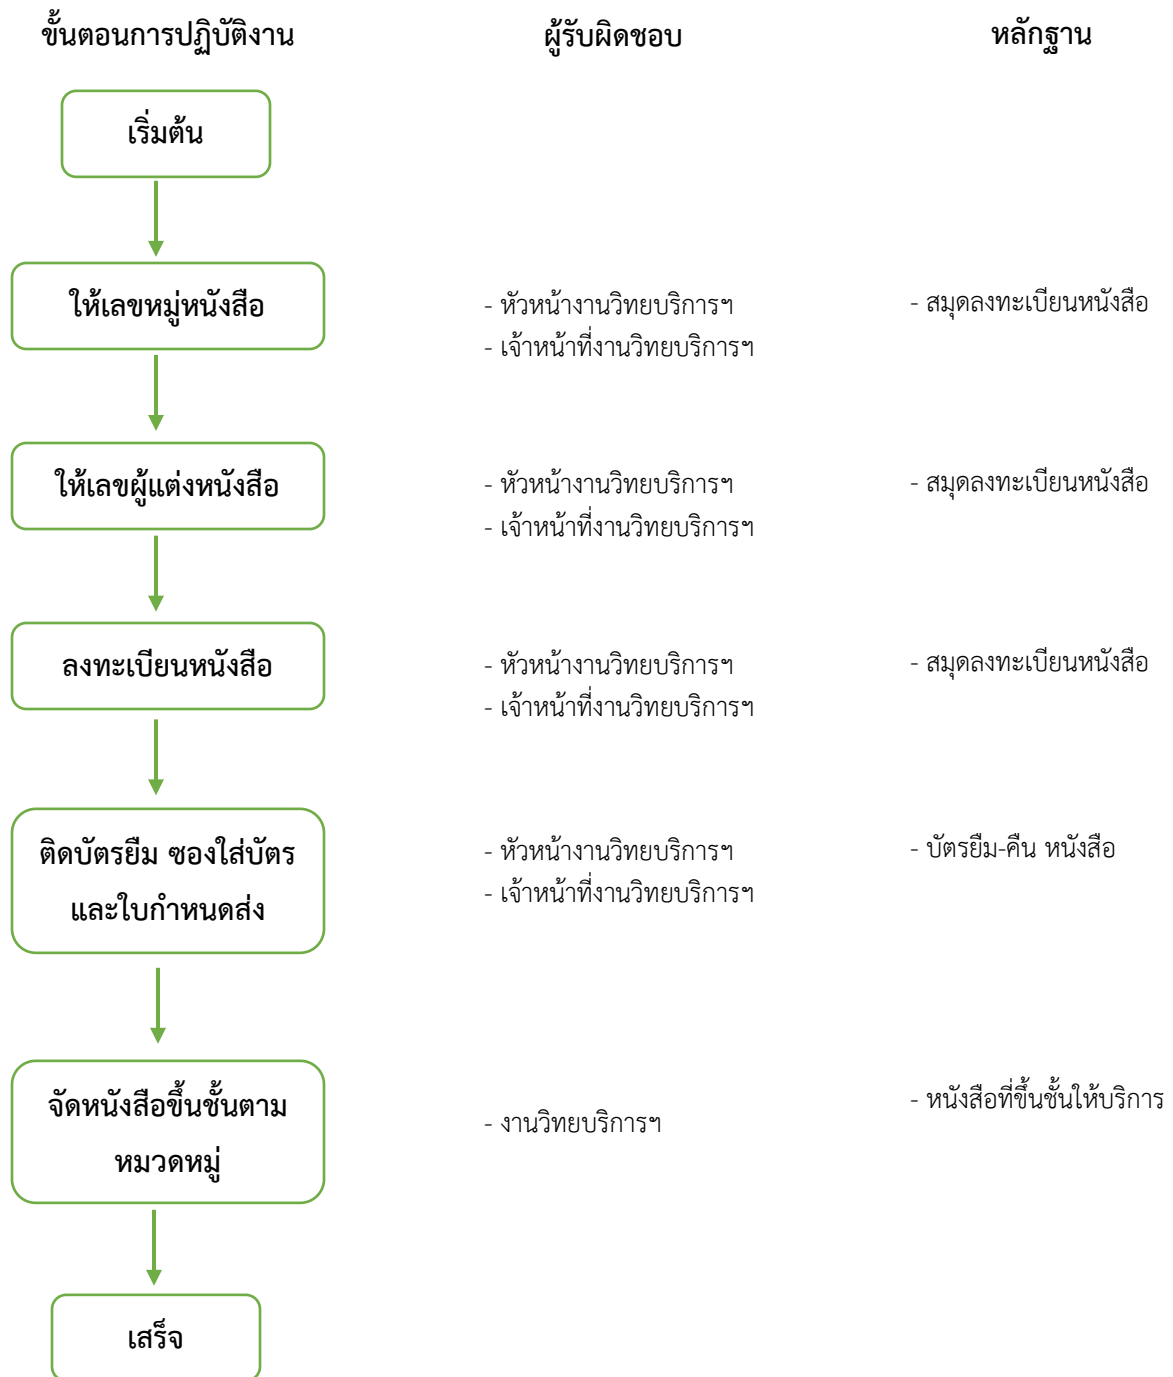 ขั้นตอนการปฏิบัติงาน ผู้รับผิดชอบ หลักฐาน
เริ่มต้น
ให้เลขหมู่หนังสือ
- หัวหน้างานวิทยบริการฯ
- เจ้าหน้าที่งานวิทยบริการฯ
- สมุดลงทะเบียนหนังสือ
ให้เลขผู้แต่งหนังสือ
- หัวหน้างานวิทยบริการฯ
- เจ้าหน้าที่งานวิทยบริการฯ
- สมุดลงทะเบียนหนังสือ
ลงทะเบียนหนังสือ
- หัวหน้างานวิทยบริการฯ
- เจ้าหน้าที่งานวิทยบริการฯ
- สมุดลงทะเบียนหนังสือ
ติดบัตรยืม ซองใส่บัตร
และใบกำหนดส่ง
- หัวหน้างานวิทยบริการฯ
- เจ้าหน้าที่งานวิทยบริการฯ
- บัตรยืม-คืน หนังสือ
จัดหนังสือขึ้นชั้นตาม
หมวดหมู่
- งานวิทยบริการฯ
- หนังสือที่ขึ้นชั้นให้บริการ
เสร็จ